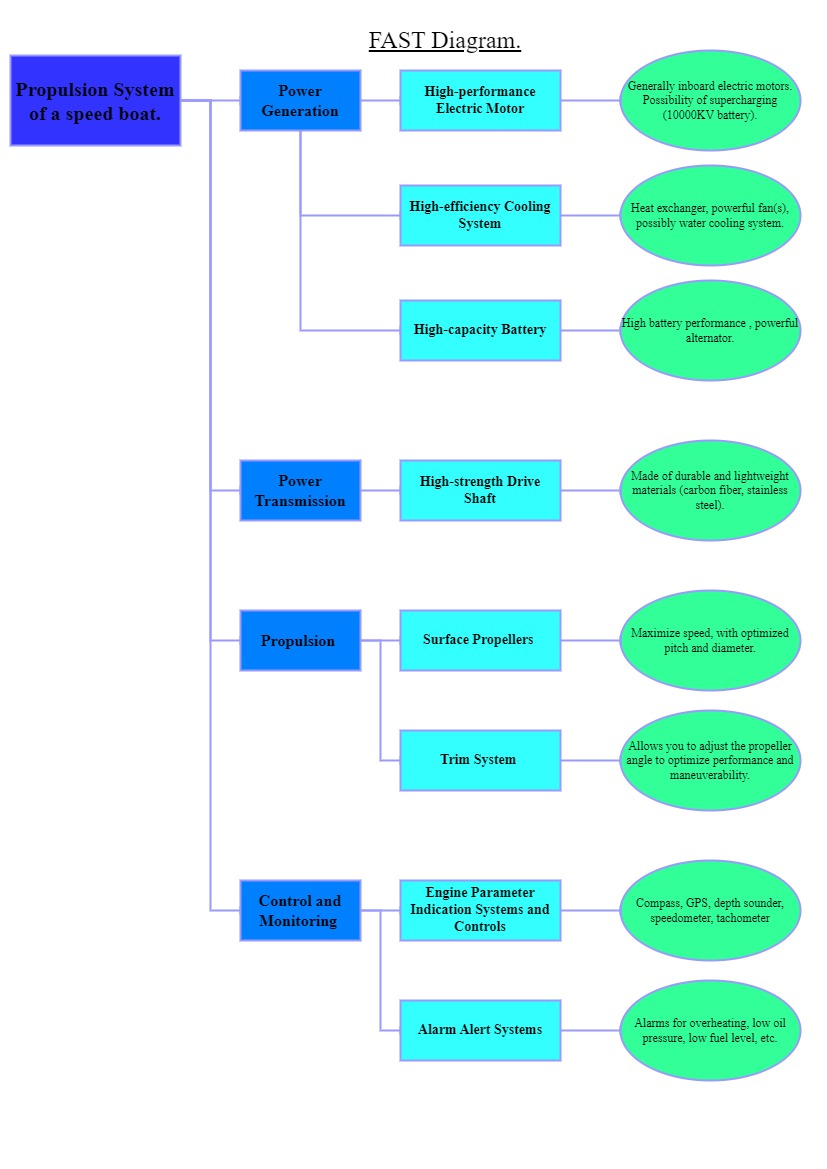 FAST Diagram.
Propulsion System
of a speed boat.
Power
Generation
High-performance
Electric Motor
Generally inboard electric motors.
Possibility of supercharging
(10000KV battery).
High-efficiency Cooling
System
Heat exchanger, powerful fan(s),
possibly water cooling system.
High-capacity Battery
High battery performance , powerful
alternator.
Power
Transmission
High-strength Drive
Shaft
Made of durable and lightweight
materials (carbon fiber, stainless
steel).
Propulsion
Surface Propellers
Maximize speed, with optimized
pitch and diameter.
Trim System
Allows you to adjust the propeller
angle to optimize performance and
maneuverability.
Control and
Monitoring
Engine Parameter
Indication Systems and
Controls
Compass, GPS, depth sounder,
speedometer, tachometer
Alarm Alert Systems
Alarms for overheating, low oil
pressure, low fuel level, etc.